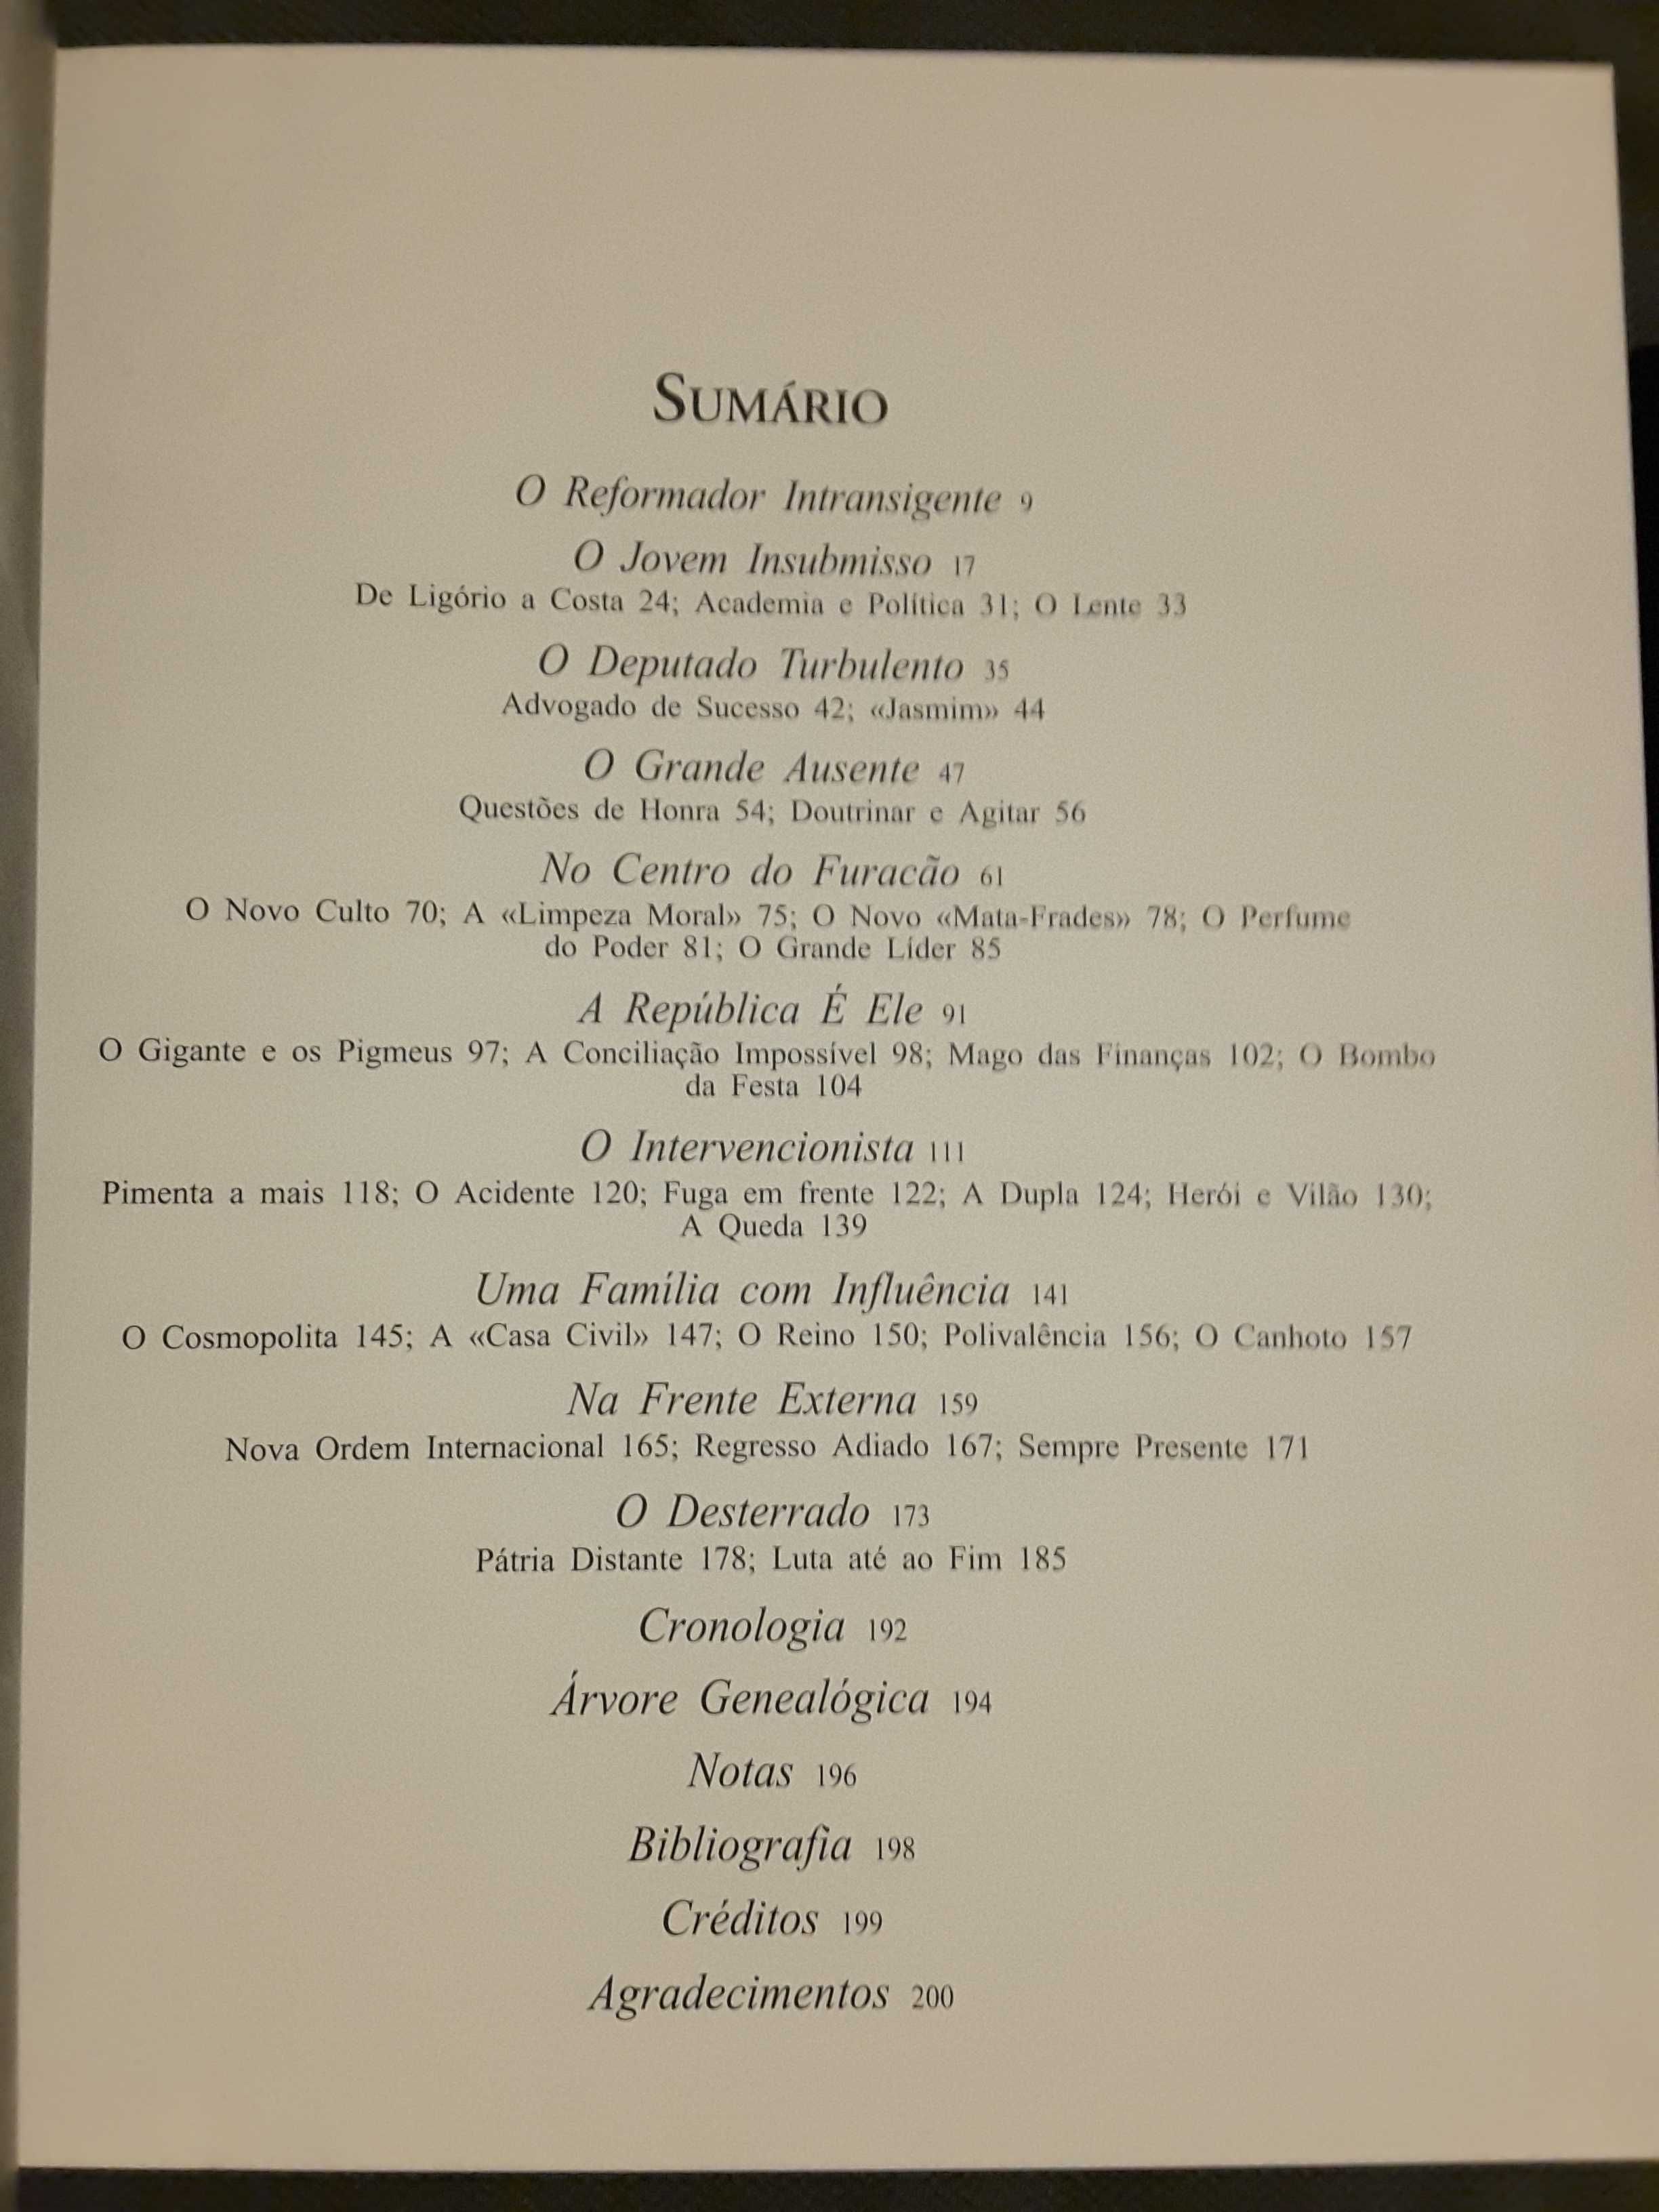 SUMÁRIO
O Reformador Intransigente 9
O Jovem Insubmisso 17
De Ligório a Costa 24; Academia e Política 31; O Lente 33
O Deputado Turbulento 35
Advogado de Sucesso 42; «Jasmim» 44
O Grande Ausente 47
Questões de Honra 54; Doutrinar e Agitar 56
No Centro do Furacão 61
O Novo Culto 70; A «Limpeza Moral» 75; O Novo «Mata-Frades» 78; O Perfume
do Poder 81; O Grande Líder 85
A República É Ele 91
O Gigante e os Pigmeus 97; A Conciliação Impossível 98; Mago das Finanças 102; O Bombo
da Festa 104
O Intervencionista 111
Pimenta a mais 118; O Acidente 120; Fuga em frente 122; A Dupla 124; Herói e Vilão 130;
A Queda 139
Uma Família com Influência 141
O Cosmopolita 145; A «Casa Civil» 147; O Reino 150; Polivalência 156; O Canhoto 157
Na Frente Externa 159
Nova Ordem Internacional 165; Regresso Adiado 167; Sempre Presente 171
O Desterrado 173
Pátria Distante 178; Luta até ao Fim 185
Cronologia 192
Árvore Genealógica 194
Notas 196
Bibliografia 198
Créditos 199
Agradecimentos 200